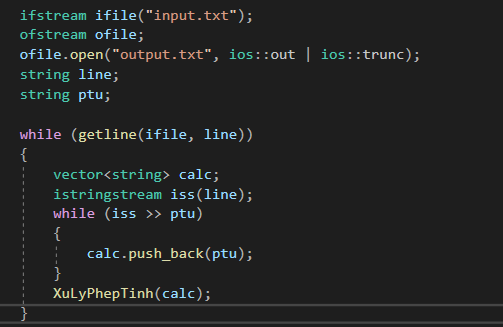 ifstream ifile("input.txt");
ofstream ofile;
ofile.open("output.txt", ios::out | ios::trunc);
string line;
string ptu;
while (getline(ifile, line))
{
vector<string> calc;
istringstream iss(line);
while (iss >> ptu)
{
calc.push_back(ptu);
}
XuLyPhepTinh(calc);
}